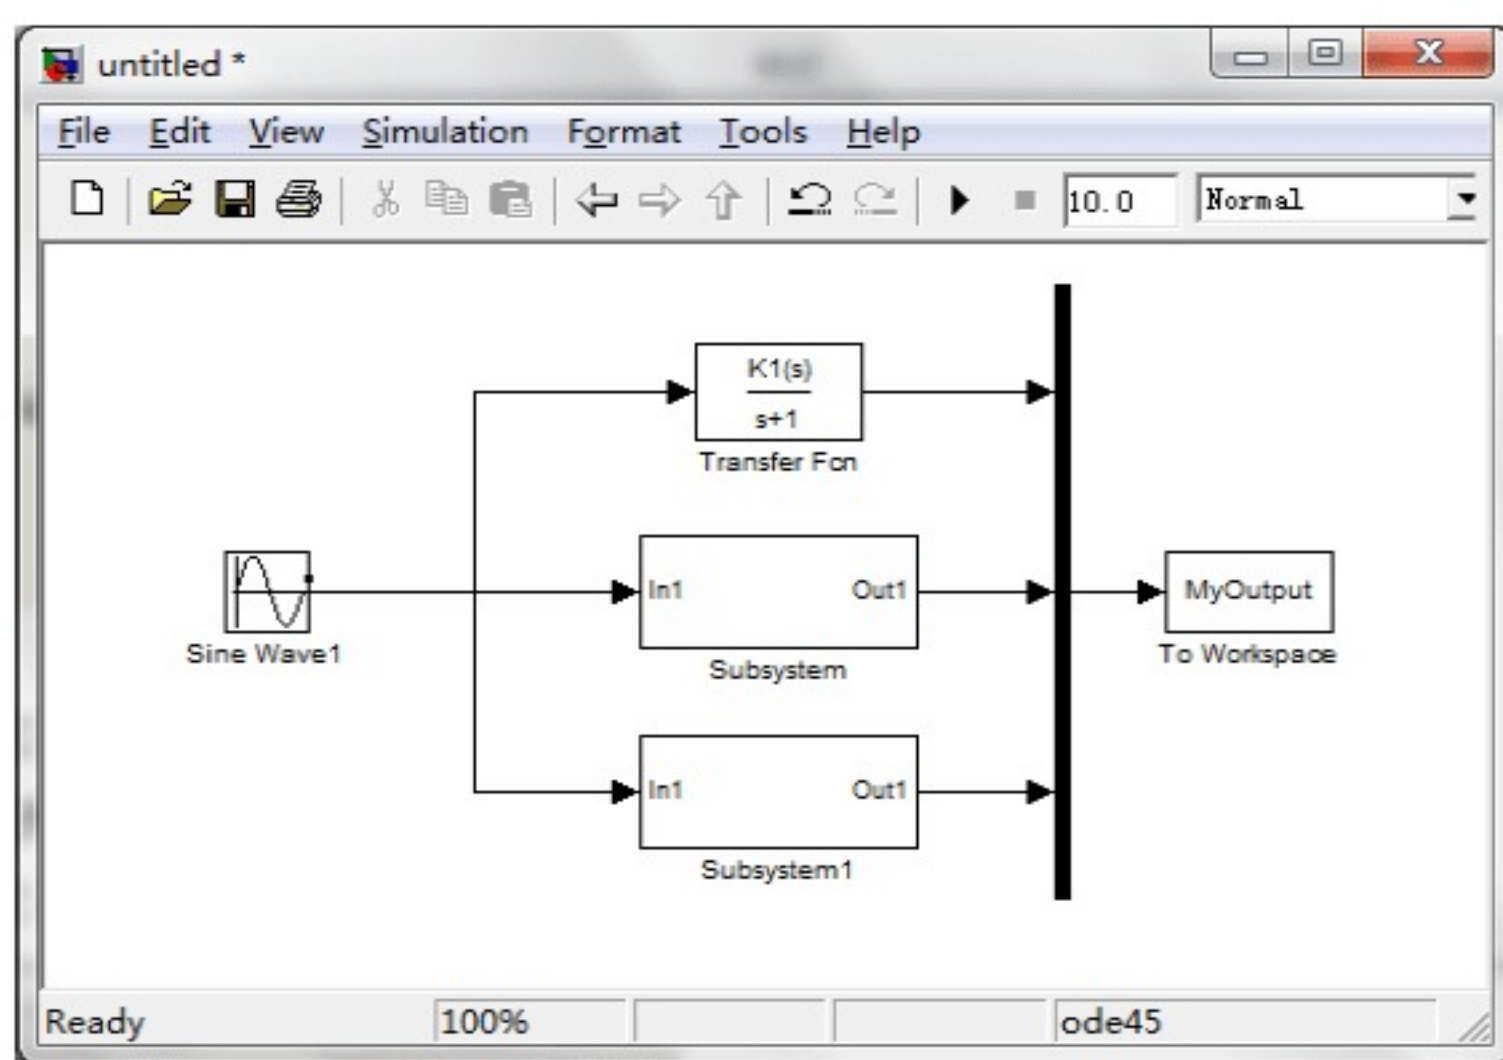 untitled *
File Edit View Simulation Format Tools Help
10.0 Normal
K1(s)
s+1
Transfer Fcn
In1 Out1 MyOutput
Sine Wave1 To Workspace
Subsystem
In1 Out1
Subsystem1
Ready 100% ode45